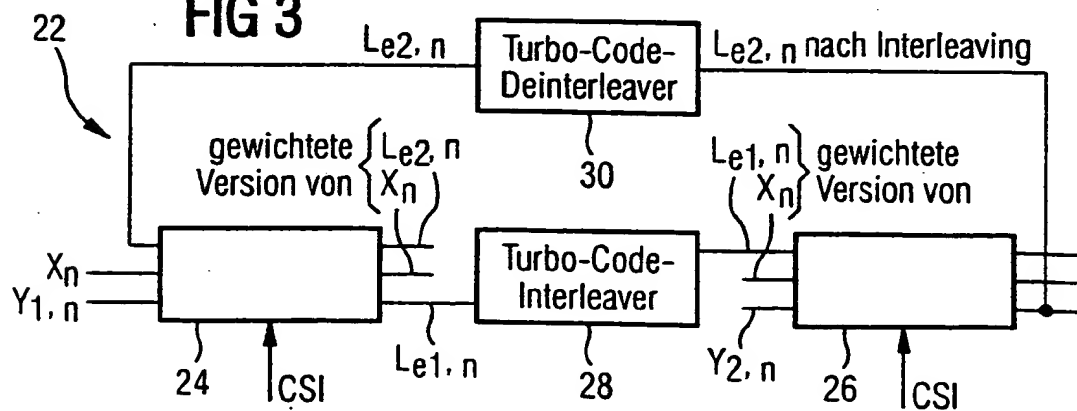 FIG 3
22
Le2, n
Turbo-Code-
Deinterleaver
Le2, n nach Interleaving
30
gewichtete
Version von
Le2, n
Xn
Le1, n
Xn
gewichtete
Version von
Xn
Y1, n
Turbo-Code-
Interleaver
24
CSI
Le1, n
28
Y2, n
26
CSI